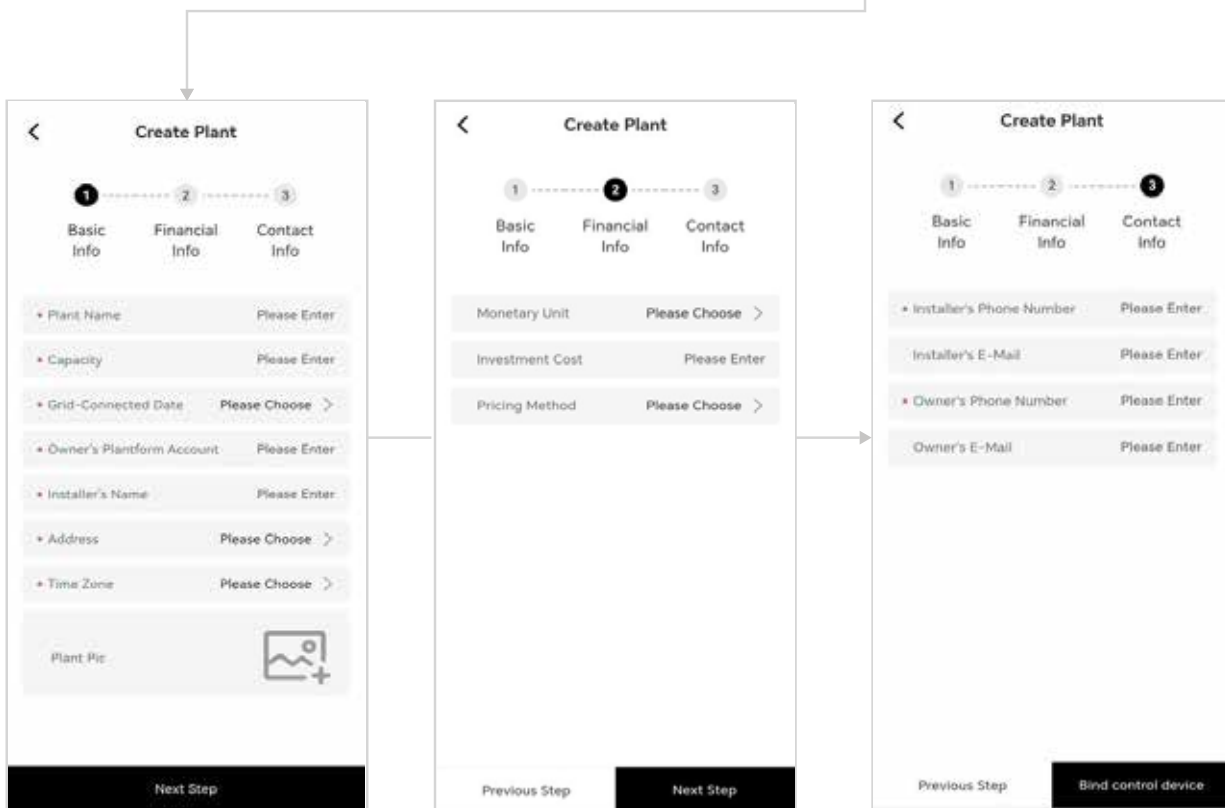 Create Plant
1 2 3
Basic Info
Financial Info
Contact Info
* Plant Name Please Enter
* Capacity Please Enter
* Grid-Connected Date Please Choose >
* Owner's Plantform Account Please Enter
* Installer's Name Please Enter
* Address Please Choose >
* Time Zone Please Choose >
Plant Pic
Next Step
Create Plant
1 2 3
Basic Info
Financial Info
Contact Info
Monetary Unit Please Choose >
Investment Cost Please Enter
Pricing Method Please Choose >
Previous Step Next Step
Create Plant
1 2 3
Basic Info
Financial Info
Contact Info
* Installer's Phone Number Please Enter
Installer's E-Mail Please Enter
* Owner's Phone Number Please Enter
Owner's E-Mail Please Enter
Previous Step Bind control device